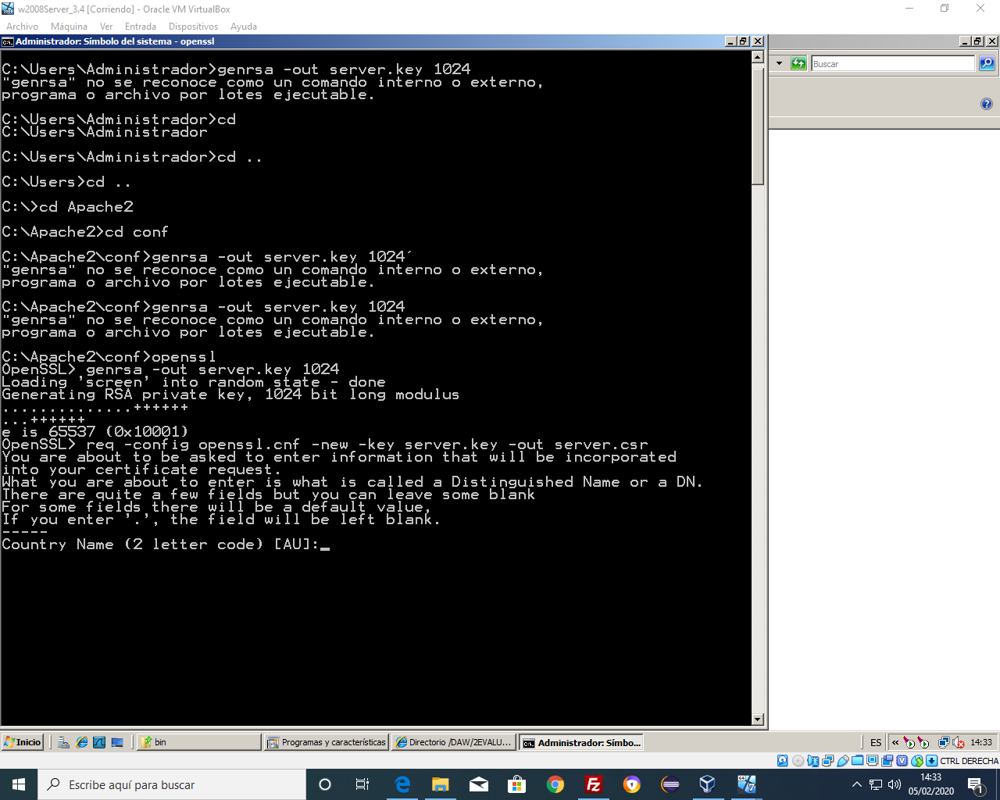 w2008Server_3.4 [Corriendo] - Oracle VM VirtualBox
Archivo Máquina Ver Entrada Dispositivos Ayuda
Administrador: Símbolo del sistema - openssl
Buscar
C:\Users\Administrador>genrsa -out server.key 1024
"genrsa" no se reconoce como un comando interno o externo,
programa o archivo por lotes ejecutable.
C:\Users\Administrador>cd
C:\Users\Administrador
C:\Users\Administrador>cd ..
C:\Users>cd ..
C:\>cd Apache2
C:\Apache2>cd conf
C:\Apache2\conf>genrsa -out server.key 1024´
"genrsa" no se reconoce como un comando interno o externo,
programa o archivo por lotes ejecutable.
C:\Apache2\conf>genrsa -out server.key 1024
"genrsa" no se reconoce como un comando interno o externo,
programa o archivo por lotes ejecutable.
C:\Apache2\conf>openssl
OpenSSL> genrsa -out server.key 1024
Loading 'screen' into random state - done
Generating RSA private key, 1024 bit long modulus
..............++++++
...++++++
e is 65537 (0x10001)
OpenSSL> req -config openssl.cnf -new -key server.key -out server.csr
You are about to be asked to enter information that will be incorporated
into your certificate request.
What you are about to enter is what is called a Distinguished Name or a DN.
There are quite a few fields but you can leave some blank
For some fields there will be a default value,
If you enter '.', the field will be left blank.
-----
Country Name (2 letter code) [AU]:_
Inicio bin Programas y características Directorio /DAW/2EVALU... Administrador: Símbo... ES « 14:33
CTRL DERECHA
Escribe aquí para buscar
14:33
05/02/2020
1